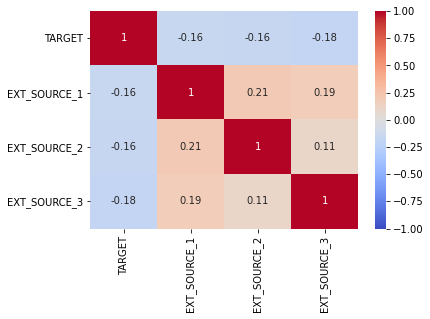 TARGET 1 -0.16 -0.16 -0.18
EXT_SOURCE_1 -0.16 1 0.21 0.19
EXT_SOURCE_2 -0.16 0.21 1 0.11
EXT_SOURCE_3 -0.18 0.19 0.11 1
TARGET
EXT_SOURCE_1
EXT_SOURCE_2
EXT_SOURCE_3
1.00
0.75
0.50
0.25
0.00
-0.25
-0.50
-0.75
-1.00